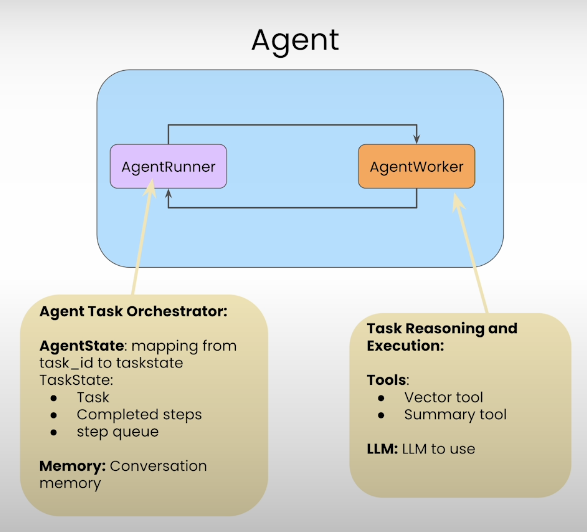 Agent
AgentRunner
AgentWorker
Agent Task Orchestrator:
AgentState: mapping from
task_id to taskstate
TaskState:
● Task
● Completed steps
● step queue
Memory: Conversation
memory
Task Reasoning and
Execution:
Tools:
● Vector tool
● Summary tool
LLM: LLM to use